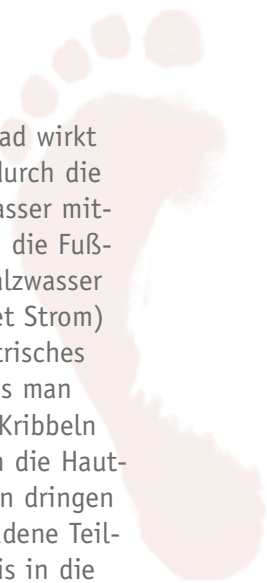 ad wirkt
durch die
asser mit-
die Fuß-
alzwasser
et Strom)
trisches
s man
Kribbeln
n die Haut-
n dringen
dene Teil-
is in die